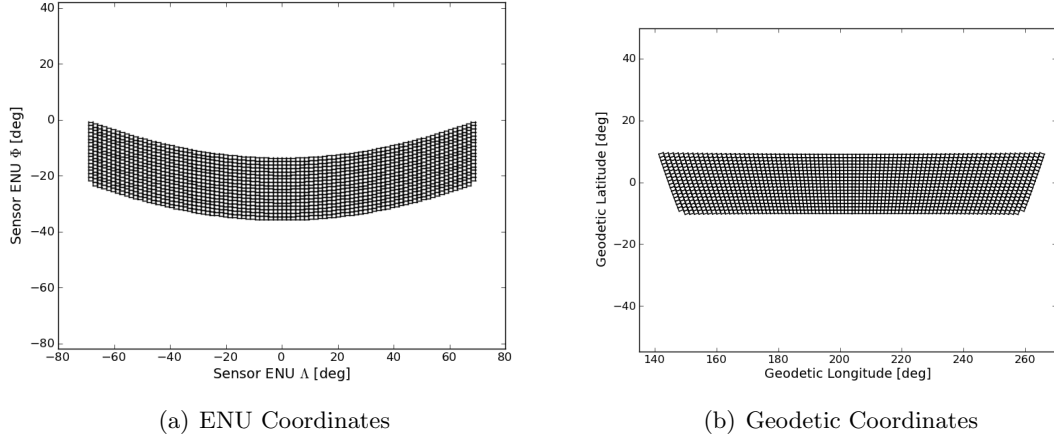 40
20
0
−20
−40
−60
−80
Sensor ENU Φ [deg]
−80 −60 −40 −20 0 20 40 60 80
Sensor ENU Λ [deg]
(a) ENU Coordinates
40
20
0
−20
−40
Geodetic Latitude [deg]
140 160 180 200 220 240 260
Geodetic Longitude [deg]
(b) Geodetic Coordinates